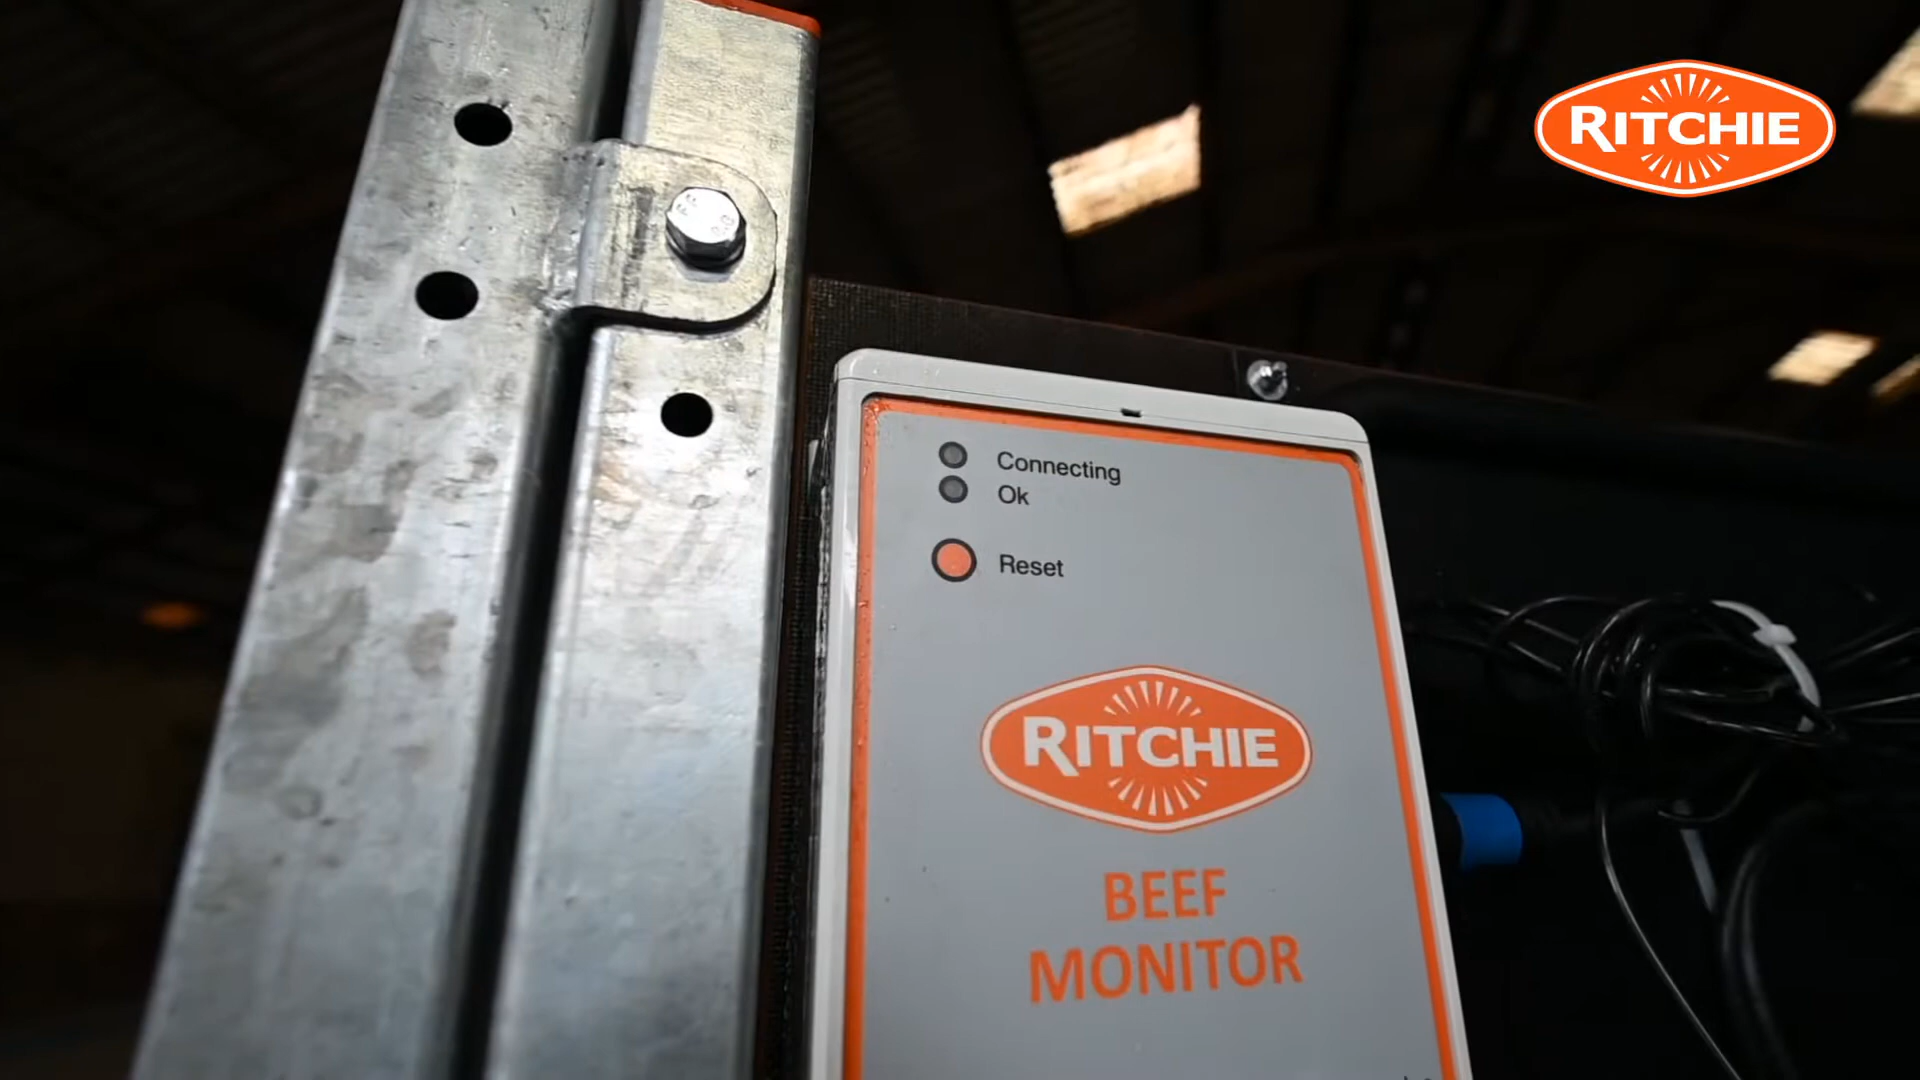 RITCHIE
Connecting
Ok
Reset
RITCHIE
BEEF
MONITOR